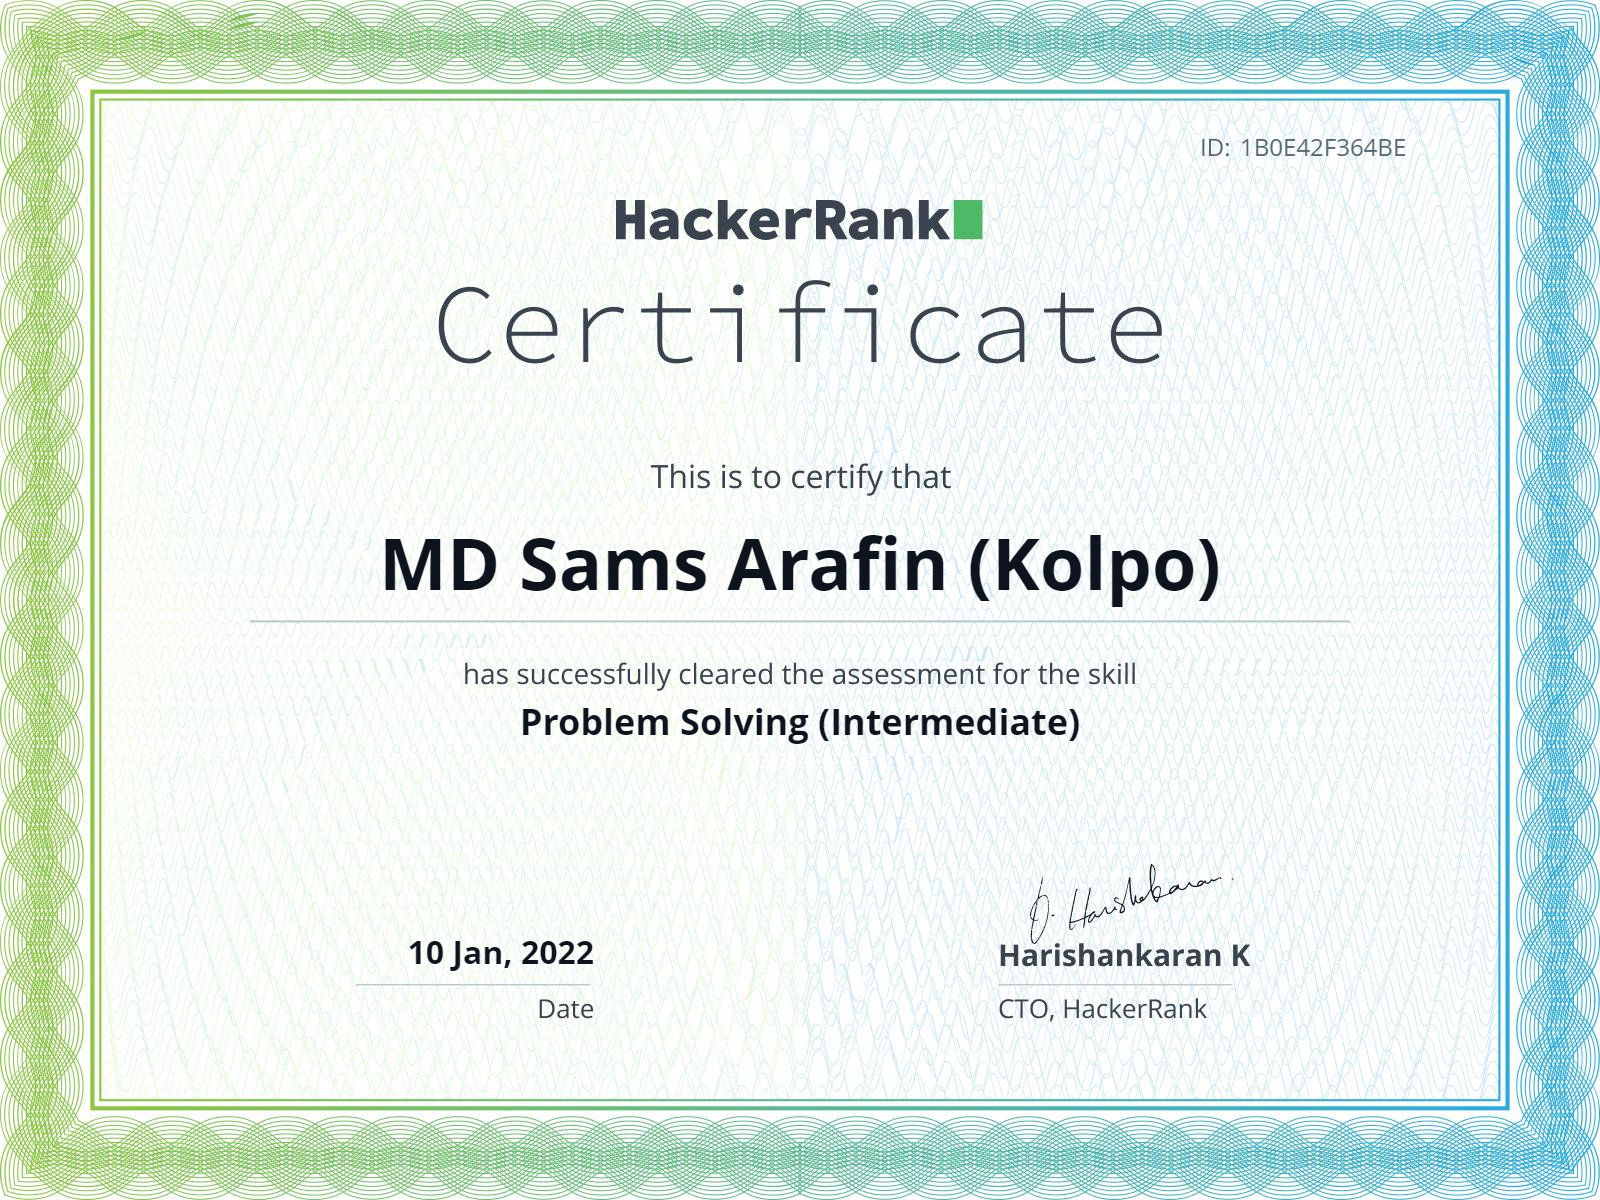 ID: 1B0E42F364BE
HackerRank
Certificate
This is to certify that
MD Sams Arafin (Kolpo)
has successfully cleared the assessment for the skill
Problem Solving (Intermediate)
10 Jan, 2022
Date
Harishankaran K
CTO, HackerRank